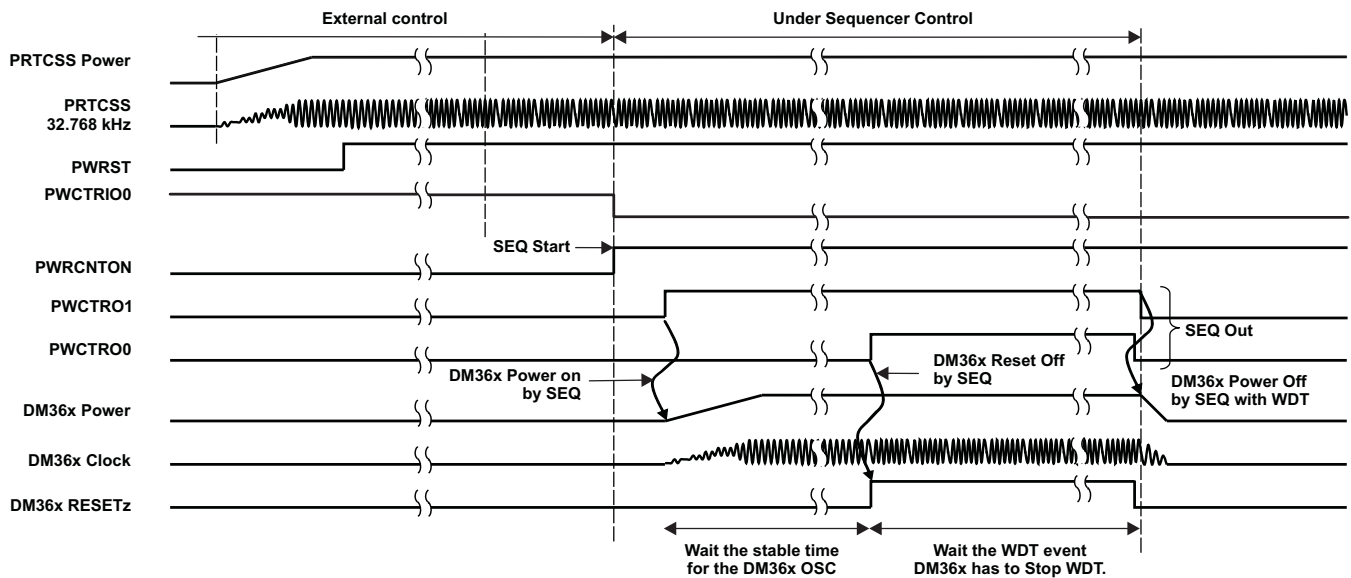 External control
Under Sequencer Control
PRTCSS Power
PRTCSS
32.768 kHz
PWRST
PWCTRIO0
SEQ Start
PWRCNTON
PWCTRO1
SEQ Out
PWCTRO0
DM36x Power on
by SEQ
DM36x Reset Off
by SEQ
DM36x Power Off
by SEQ with WDT
DM36x Power
DM36x Clock
DM36x RESETz
Wait the stable time
for the DM36x OSC
Wait the WDT event
DM36x has to Stop WDT.